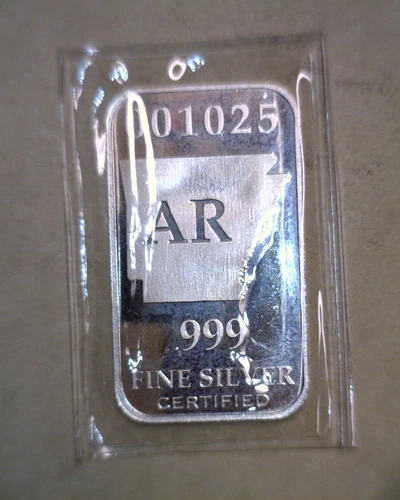 001025
AR
999
FINE SILVER
CERTIFIED